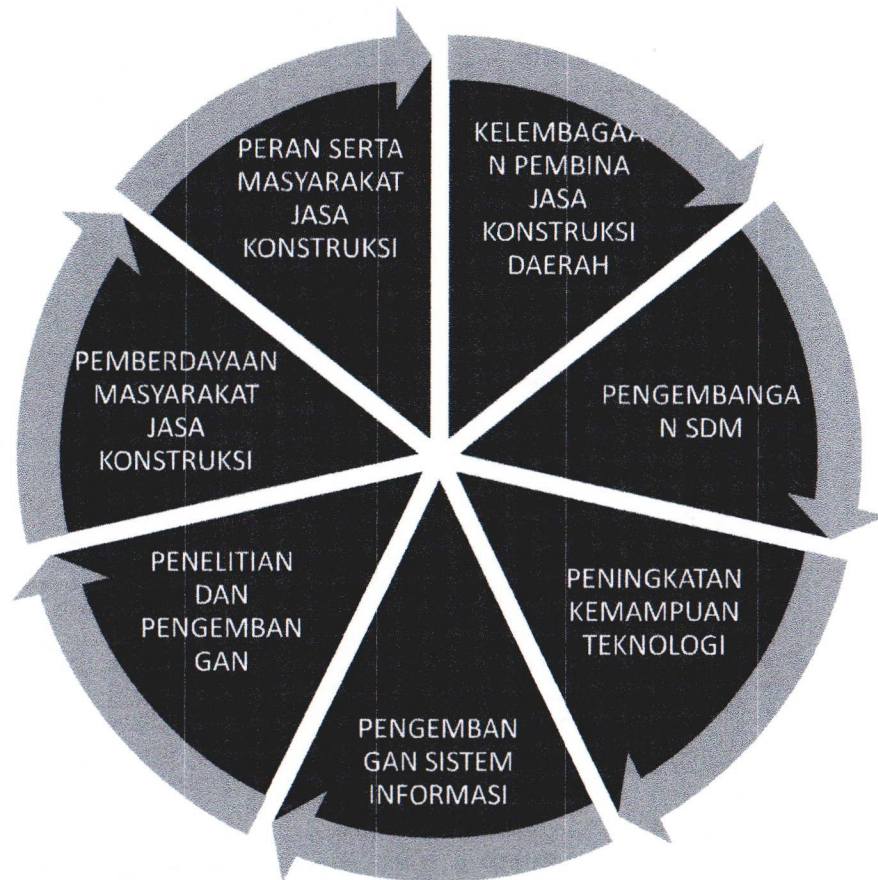 PERAN SERTA
MASYARAKAT
JASA
KONSTRUKSI
KELEMBAGAA
N PEMBINA
JASA
KONSTRUKSI
DAERAH
PENGEMBANGA
N SDM
PENINGKATAN
KEMAMPUAN
TEKNOLOGI
PENGEMBAN
GAN SISTEM
INFORMASI
PENELITIAN
DAN
PENGEMBAN
GAN
PEMBERDAYAAN
MASYARAKAT
JASA
KONSTRUKSI